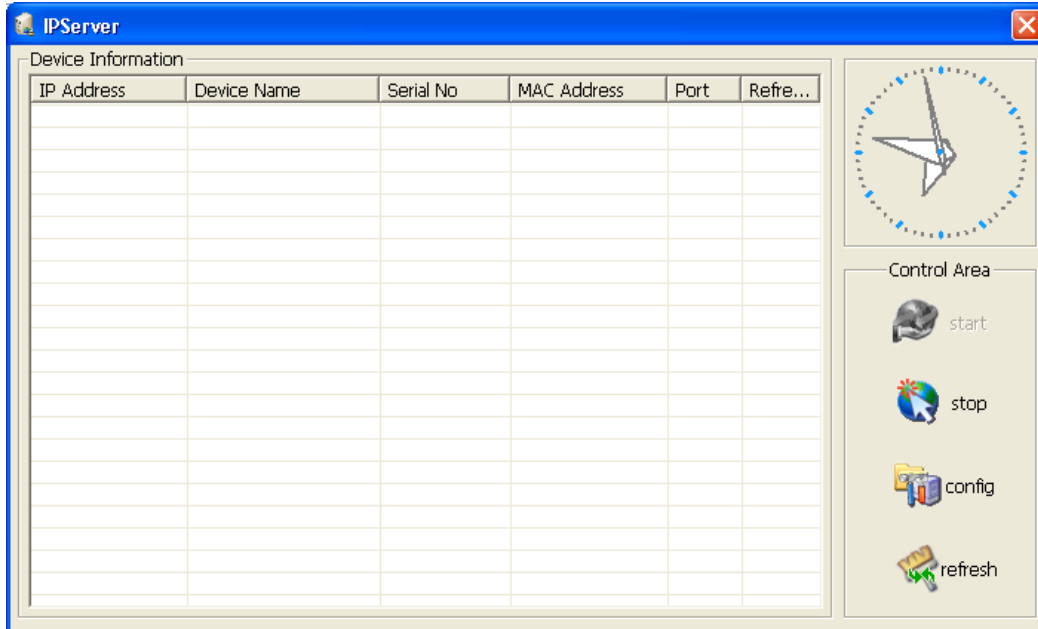 IPServer
Device Information
IP Address Device Name Serial No MAC Address Port Refre...
Control Area
start
stop
config
refresh